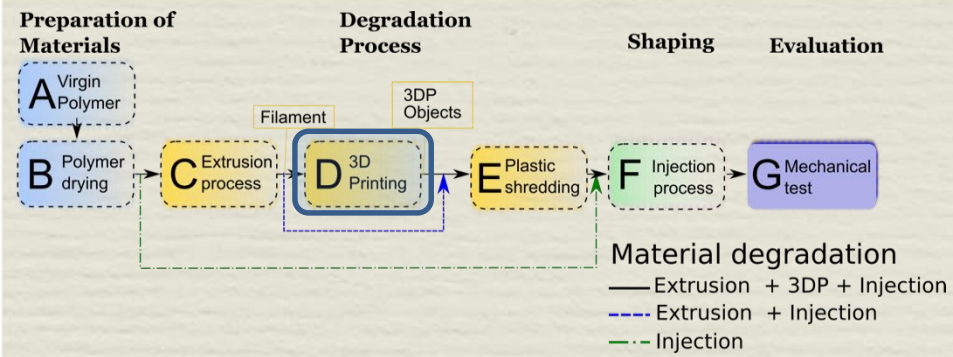 Preparation of
Materials
Degradation
Process
Shaping
Evaluation
A Virgin
Polymer
Filament
3DP
Objects
B Polymer
drying
C Extrusion
process
D 3D
Printing
E Plastic
shredding
F Injection
process
G Mechanical
test
Material degradation
Extrusion + 3DP + Injection
Extrusion + Injection
Injection